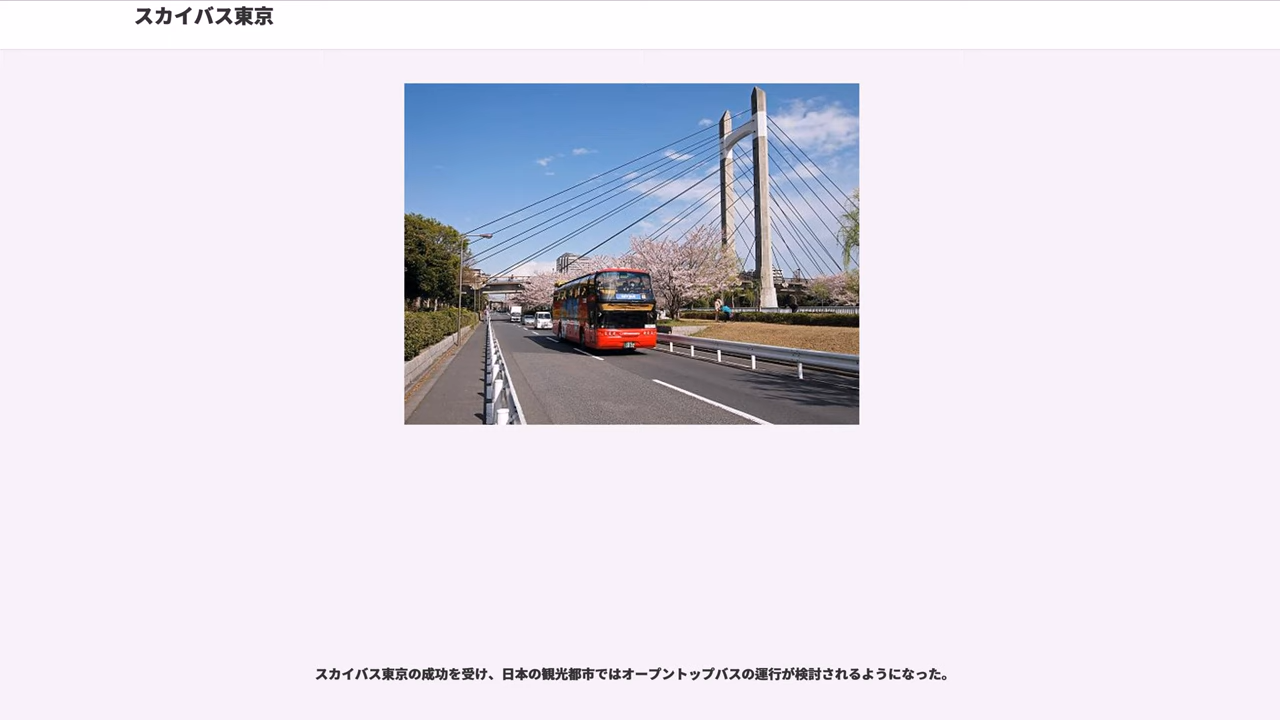 スカイバス東京
スカイバス東京の成功を受け、日本の観光都市ではオープントップバスの運行が検討されるようになった。